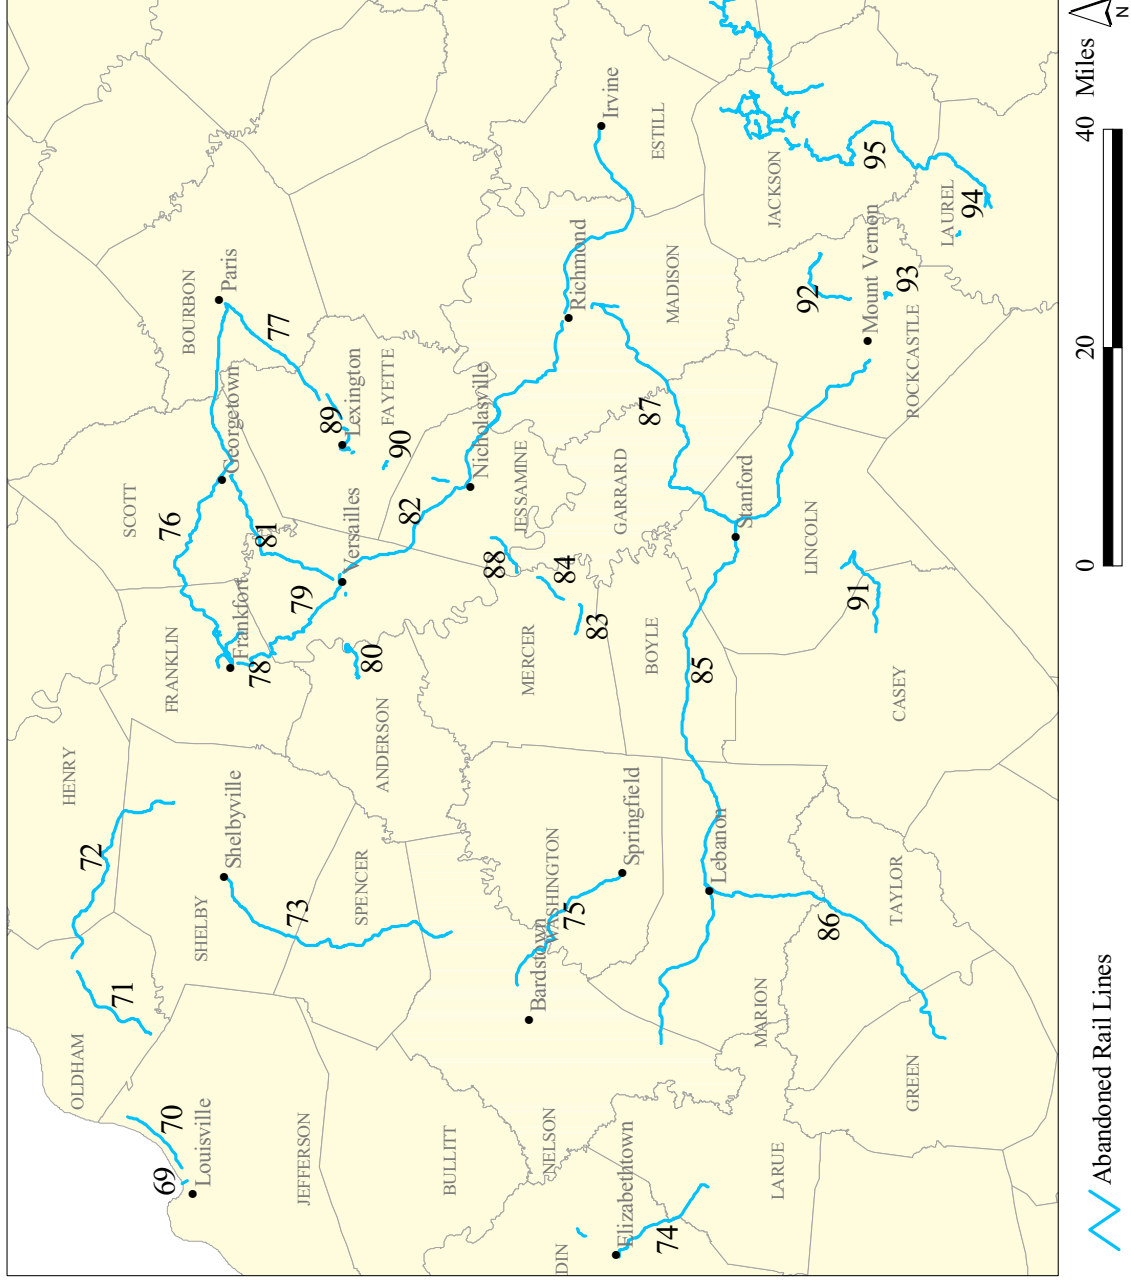 HENRY
OLDHAM
72
71
SHELBY
Shelbyville
70
69
Louisville
JEFFERSON
73
SPENCER
FRANKLIN
SCOTT
76
BOURBON
Georgetown
Paris
Frankfort
78
81
77
79
Versailles
89
Lexington
FAYETTE
90
80
ANDERSON
82
Nicholasville
BULLITT
NELSON
Bardstown
WASHINGTON
75
Springfield
MERCER
88
JESSAMINE
84
83
Richmond
Irvine
ESTILL
MADISON
DIN
Elizabethtown
74
LARUE
BOYLE
GARRARD
87
85
Lebanon
Stanford
MARION
86
TAYLOR
GREEN
LINCOLN
91
CASEY
JACKSON
92
Mount Vernon
93
ROCKCASTLE
95
LAUREL
94
Abandoned Rail Lines
0 20 40 Miles
N